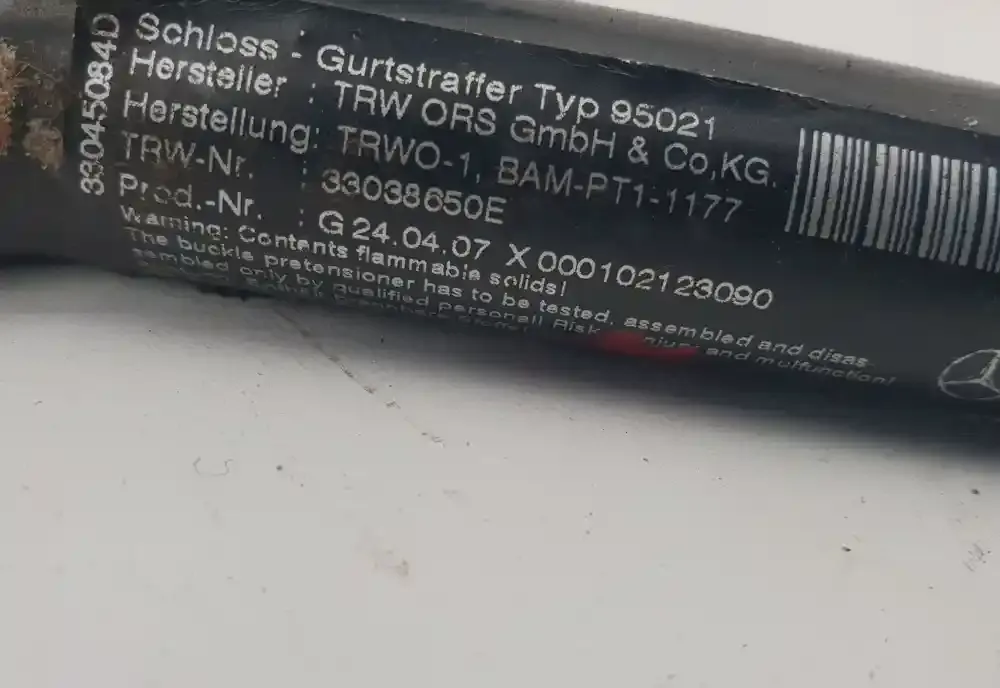 33045084D
Schloss - Gurtstraffer Typ 95021
Hersteller : TRW ORS GmbH & Co,KG.
Herstellung: TRWO-1, BAM-PT1-1177
TRW-Nr. : 33038650E
Prod.-Nr. : G 24.04.07 X 000102123090
Warning: Contents flammable solids!
The buckle pretensioner has to be tested, assembled and disas-
sembled only by qualified personal! Risk and malfunction!